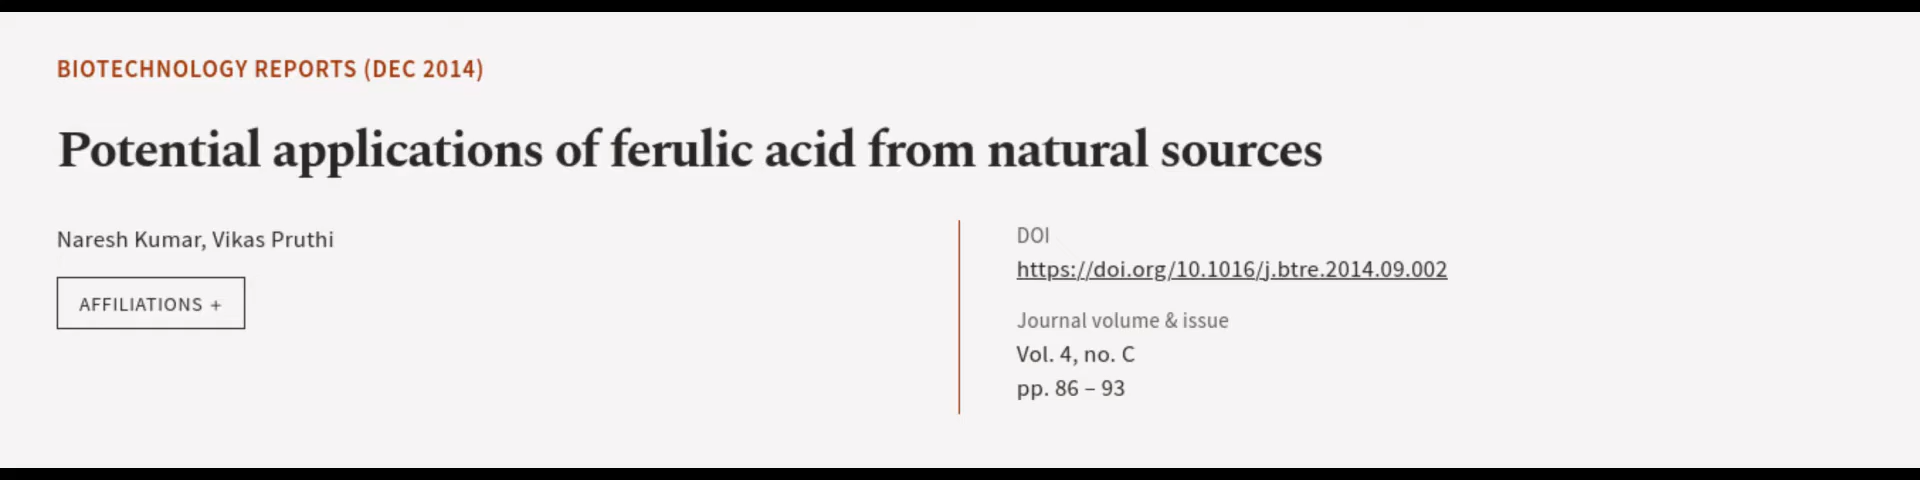 BIOTECHNOLOGY REPORTS (DEC 2014)
Potential applications of ferulic acid from natural sources
Naresh Kumar, Vikas Pruthi
AFFILIATIONS +
DOI
https://doi.org/10.1016/j.btre.2014.09.002
Journal volume & issue
Vol. 4, no. C
pp. 86 – 93